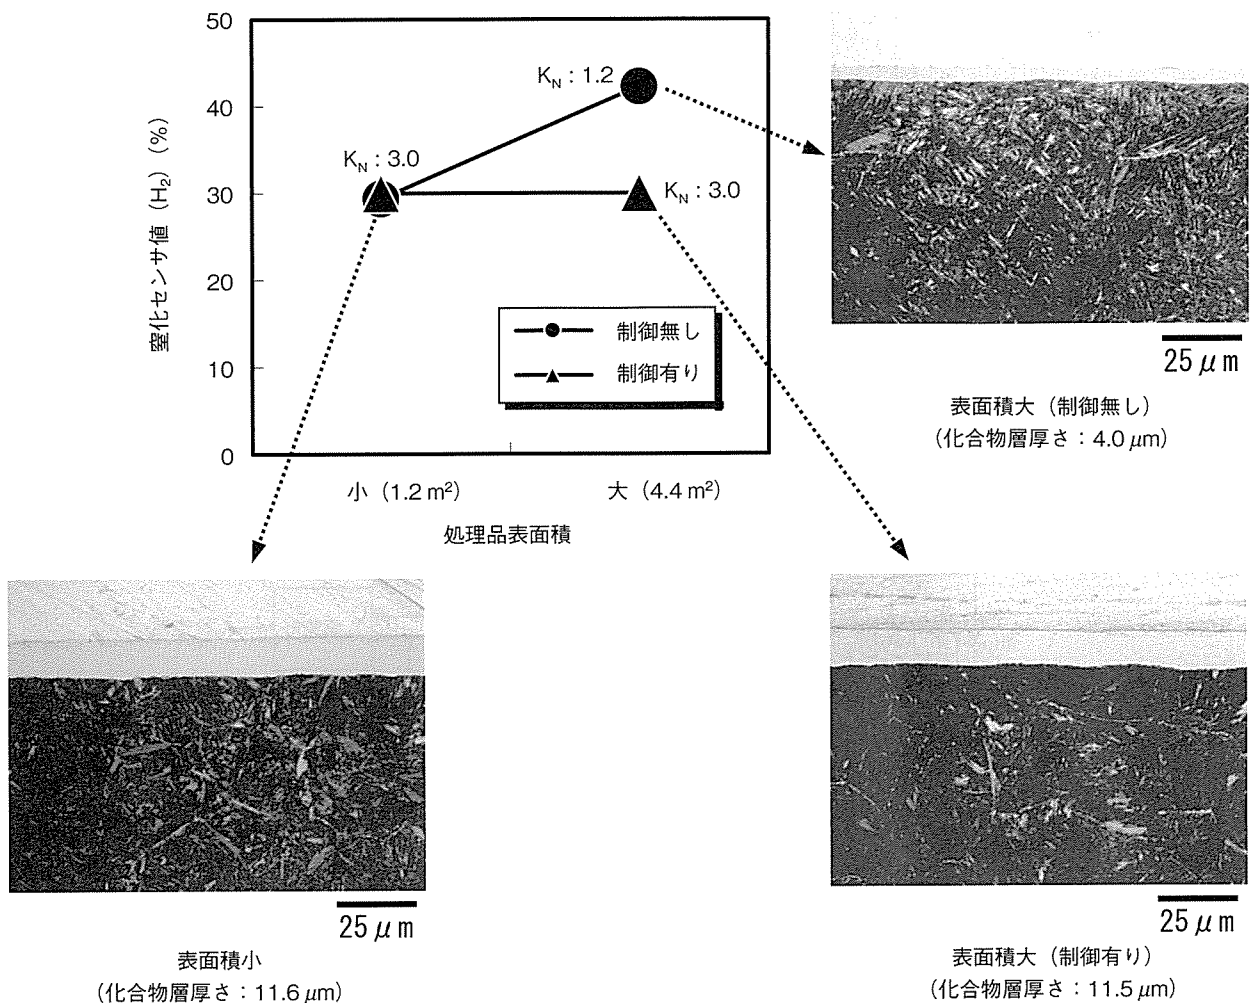 50
40
30
20
10
0
窒化センサ値（H₂）（%）
K_N : 1.2
K_N : 3.0
K_N : 3.0
制御無し
制御有り
小（1.2 m²）
大（4.4 m²）
処理品表面積
25 μm
表面積大（制御無し）
（化合物層厚さ：4.0 μm）
25 μm
表面積小
（化合物層厚さ：11.6 μm）
25 μm
表面積大（制御有り）
（化合物層厚さ：11.5 μm）